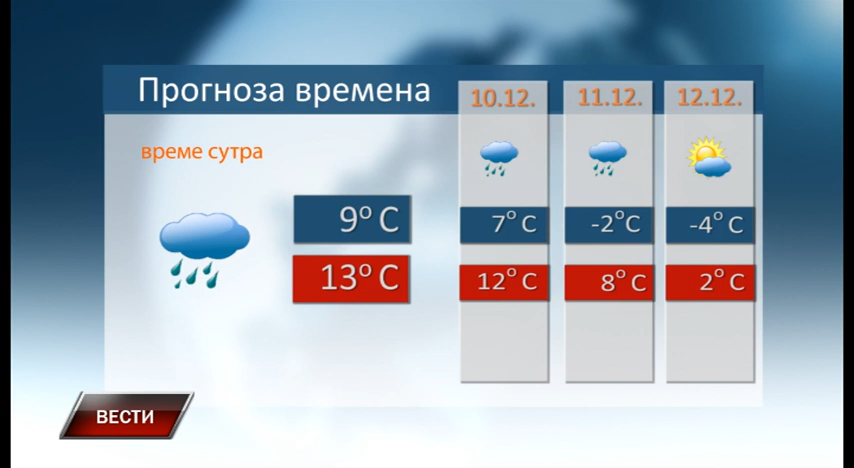 Прогноза времена
време сутра
9° C
13° C
10.12.
7° C
12° C
11.12.
-2°C
8° C
12.12.
-4° C
2° C
ВЕСТИ